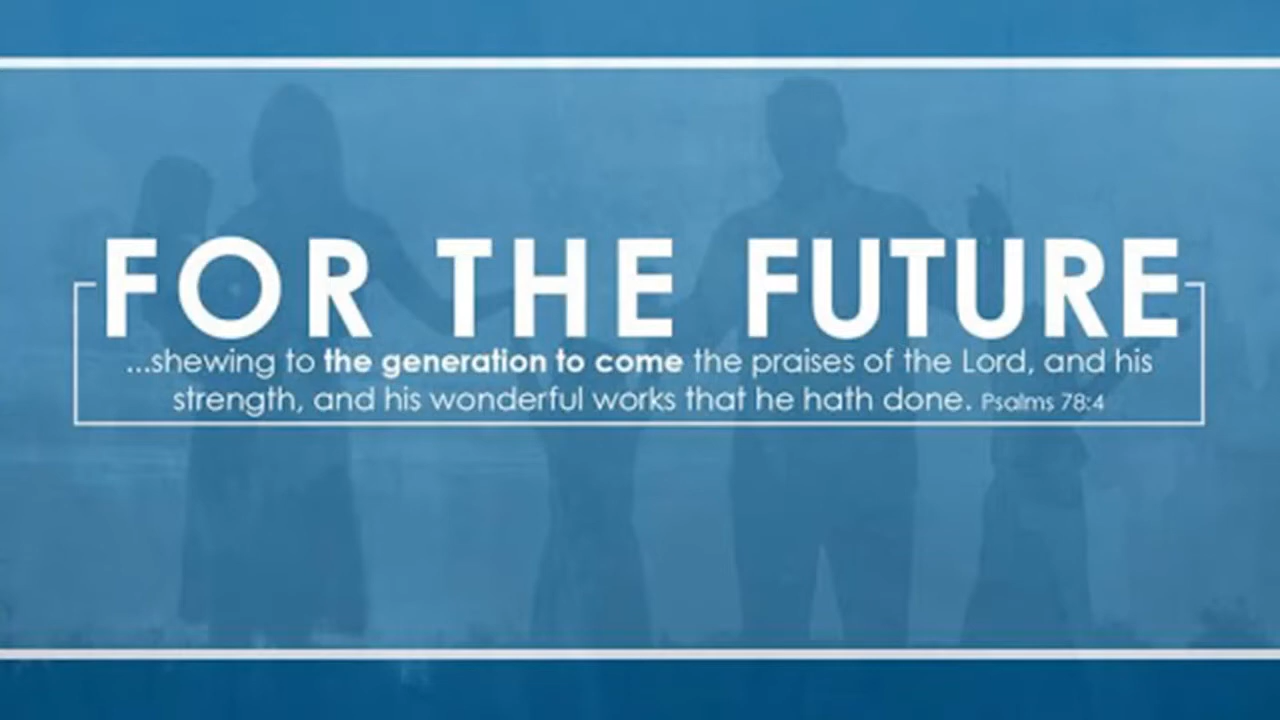 FOR THE FUTURE
...shewing to the generation to come the praises of the Lord, and his
strength, and his wonderful works that he hath done. Psalms 78:4